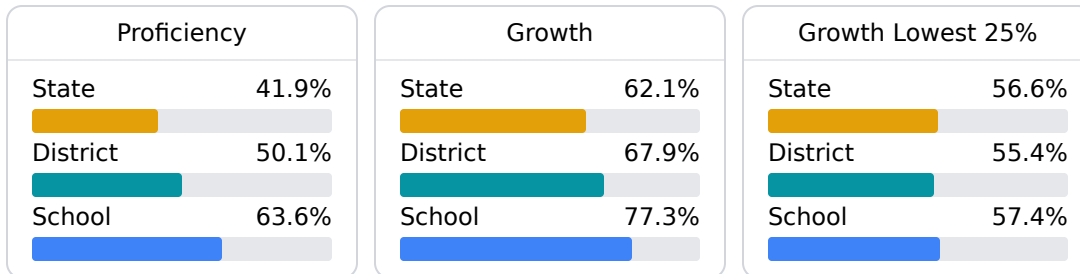 Proficiency
State 41.9%
District 50.1%
School 63.6%
Growth
State 62.1%
District 67.9%
School 77.3%
Growth Lowest 25%
State 56.6%
District 55.4%
School 57.4%